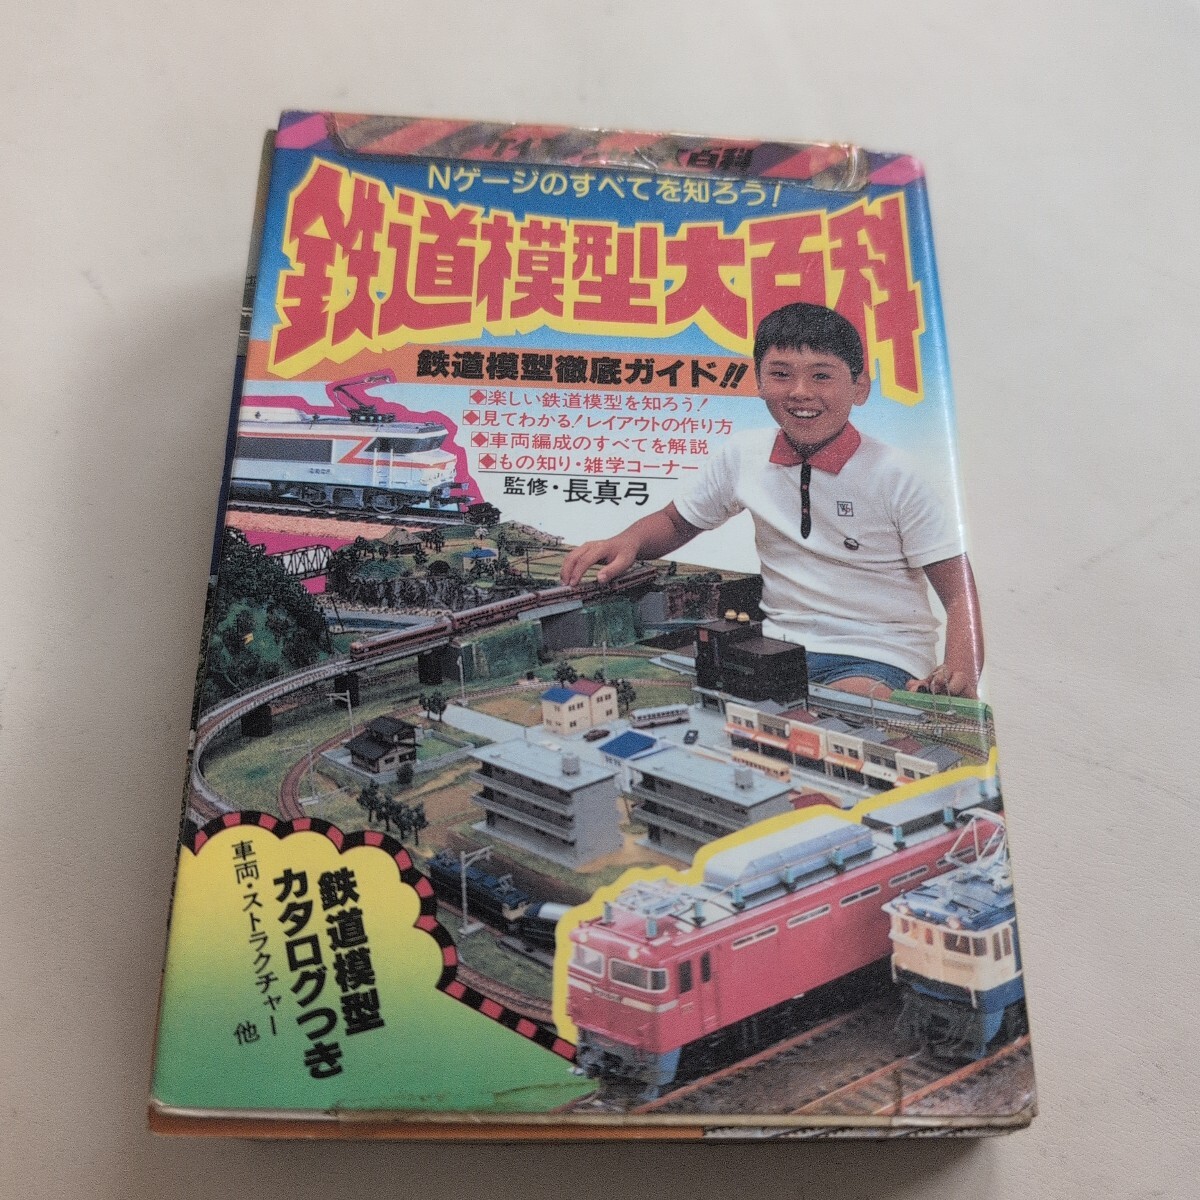 百科
Nゲージのすべてを知ろう!
鉄道模型大百科
鉄道模型徹底ガイド!!
◆楽しい鉄道模型を知ろう!
◆見てわかる!レイアウトの作り方
◆車両編成のすべてを解説
◆もの知り・雑学コーナー
監修・長真弓
鉄道模型
カタログつき
車両・ストラクチャー 他